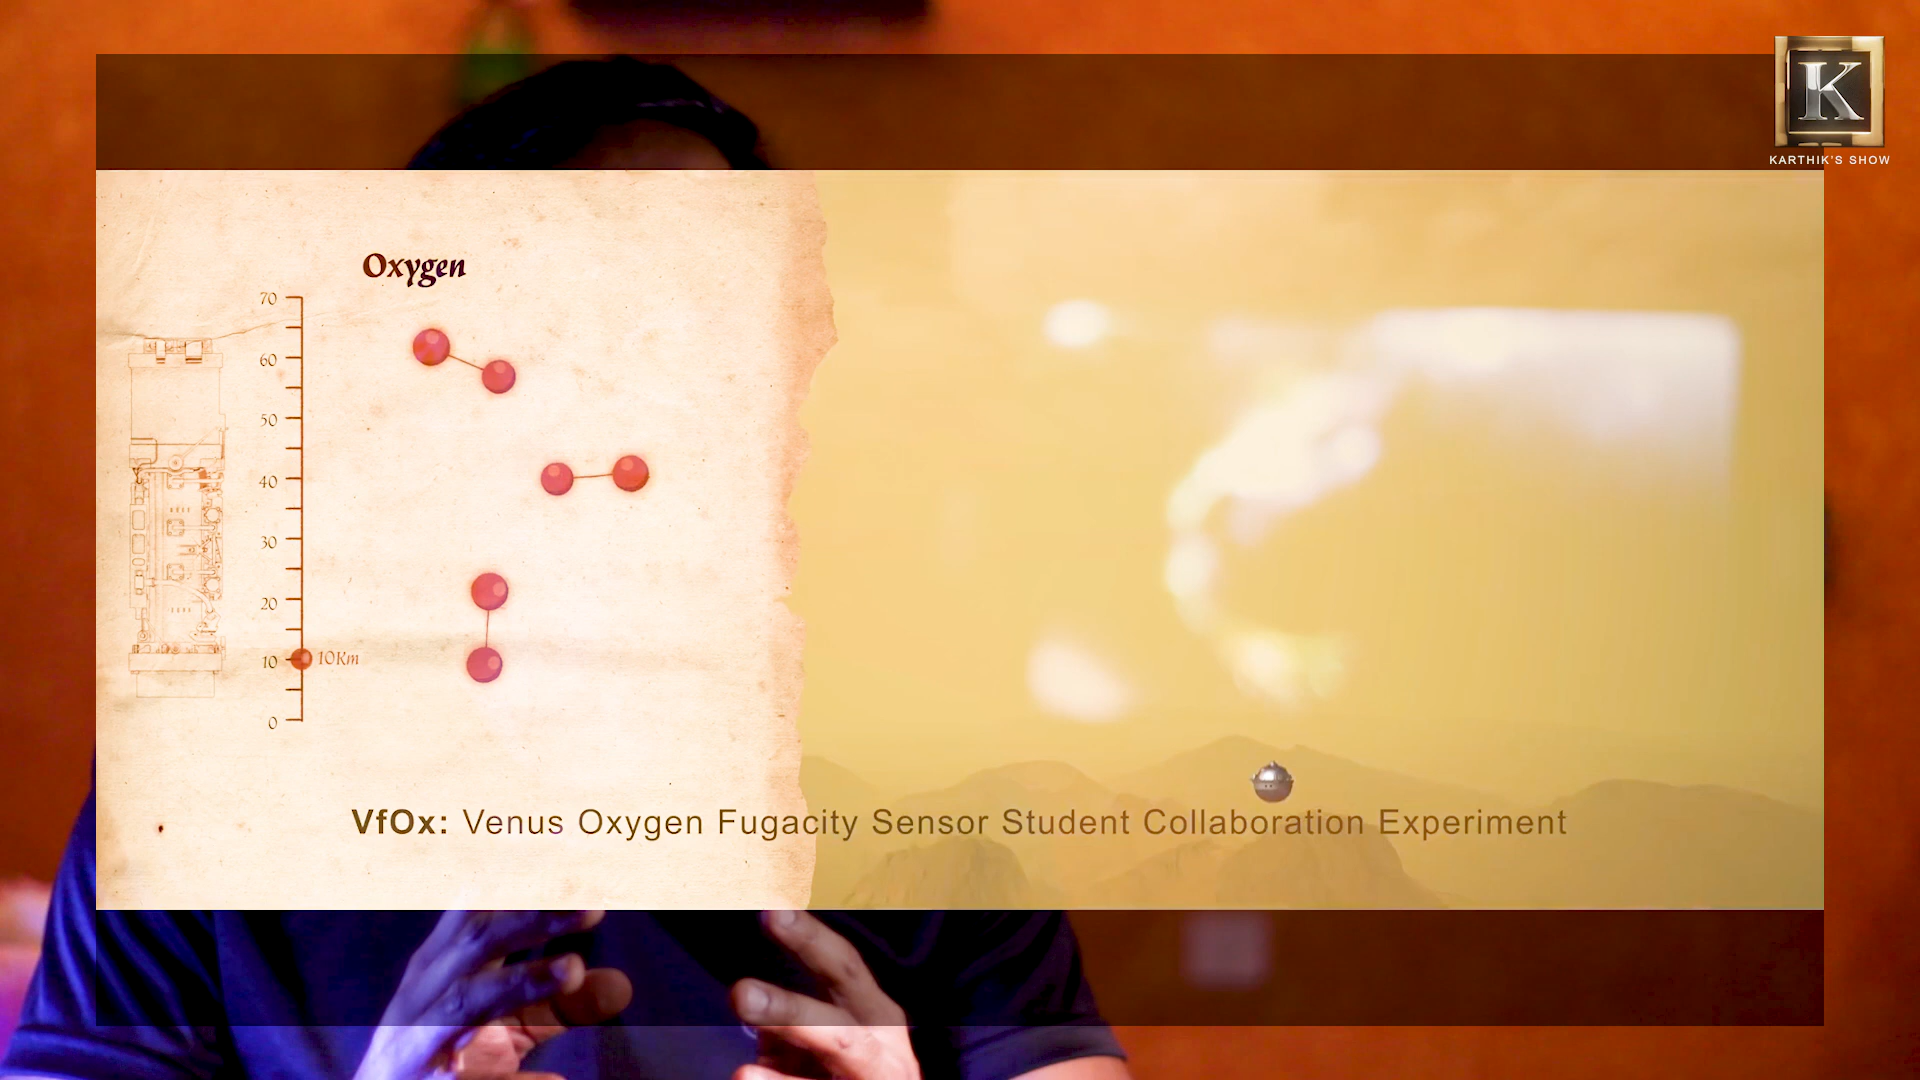 K
KARTHIK'S SHOW
Oxygen
70
60
50
40
30
20
10
10Km
0
VfOx: Venus Oxygen Fugacity Sensor Student Collaboration Experiment